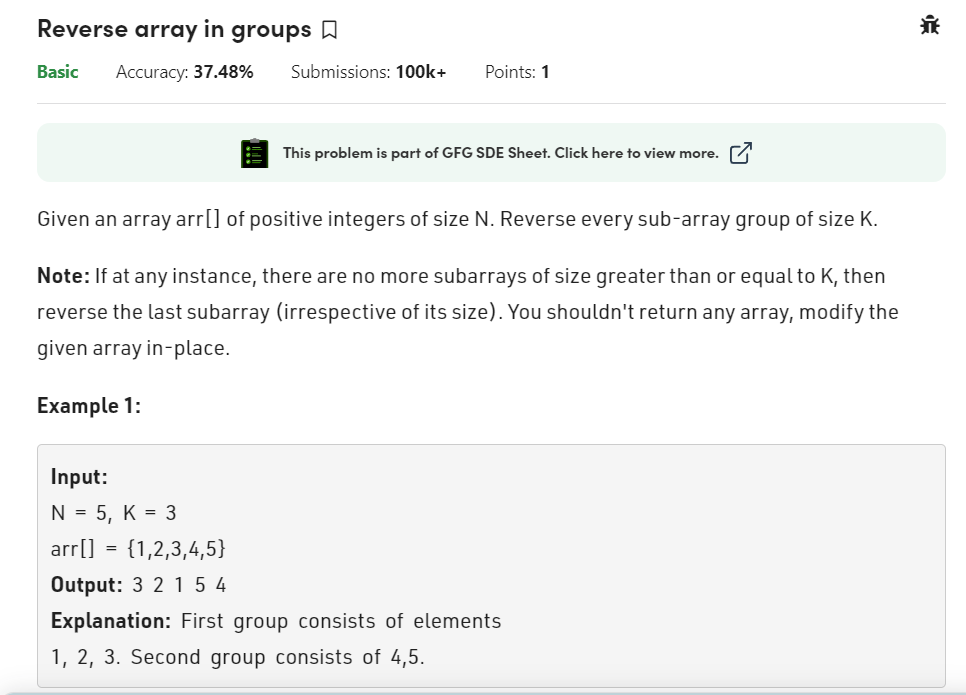 Reverse array in groups
Basic Accuracy: 37.48% Submissions: 100k+ Points: 1
This problem is part of GFG SDE Sheet. Click here to view more.
Given an array arr[] of positive integers of size N. Reverse every sub-array group of size K.
Note: If at any instance, there are no more subarrays of size greater than or equal to K, then
reverse the last subarray (irrespective of its size). You shouldn't return any array, modify the
given array in-place.
Example 1:
Input:
N = 5, K = 3
arr[] = {1,2,3,4,5}
Output: 3 2 1 5 4
Explanation: First group consists of elements
1, 2, 3. Second group consists of 4,5.